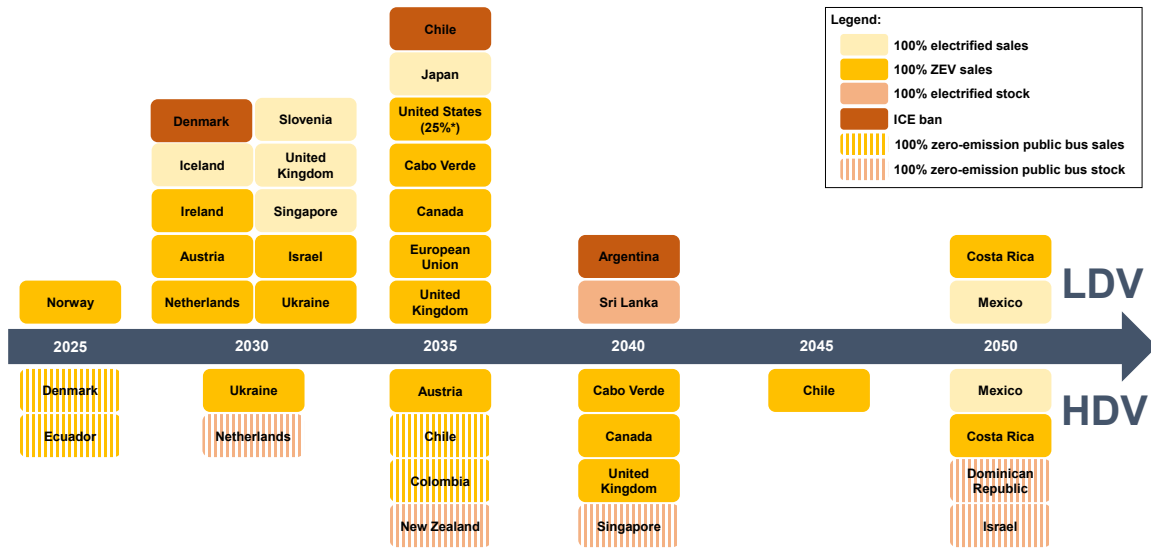 Legend:
100% electrified sales
100% ZEV sales
100% electrified stock
ICE ban
100% zero-emission public bus sales
100% zero-emission public bus stock
Chile
Japan
United States
(25%*)
Cabo Verde
Canada
European
Union
United
Kingdom
Denmark
Iceland
Ireland
Austria
Netherlands
Slovenia
United
Kingdom
Singapore
Israel
Ukraine
Norway
Argentina
Sri Lanka
Costa Rica
Mexico
LDV
2025
2030
2035
2040
2045
2050
HDV
Denmark
Ecuador
Ukraine
Netherlands
Austria
Chile
Colombia
New Zealand
Cabo Verde
Canada
United
Kingdom
Singapore
Chile
Mexico
Costa Rica
Dominican
Republic
Israel